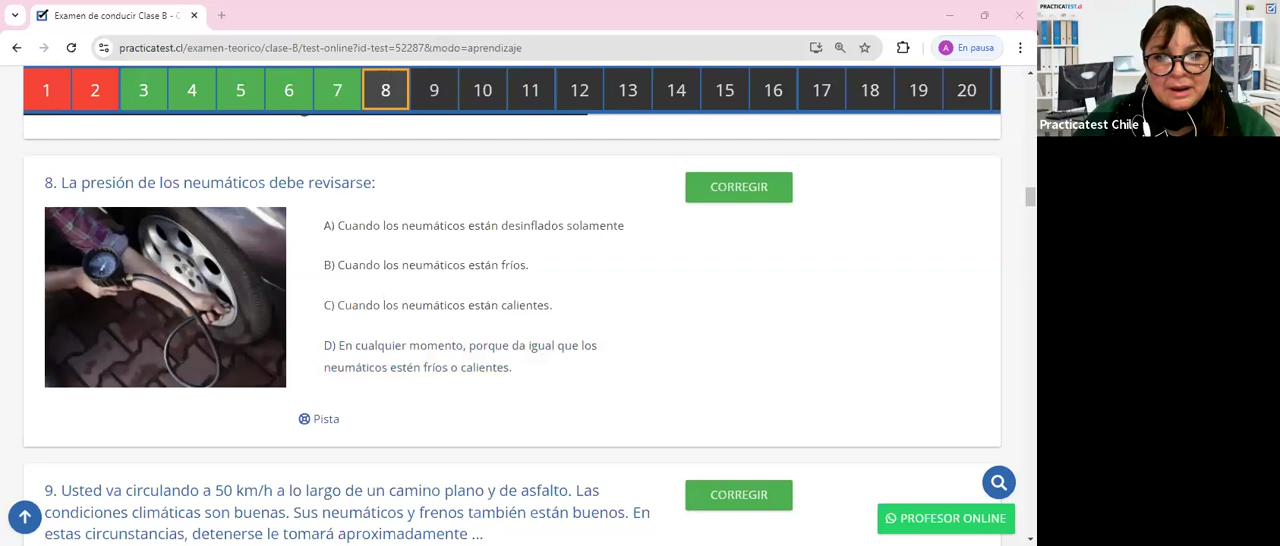 Examen de conducir Clase B - C
practicatest.cl/examen-teorico/clase-B/test-online?id-test=52287&modo=aprendizaje
A En pausa
PRACTICATEST.cl
Practicatest Chile
1 2 3 4 5 6 7 8 9 10 11 12 13 14 15 16 17 18 19 20
8. La presión de los neumáticos debe revisarse:
CORREGIR
A) Cuando los neumáticos están desinflados solamente
B) Cuando los neumáticos están fríos.
C) Cuando los neumáticos están calientes.
D) En cualquier momento, porque da igual que los
neumáticos estén fríos o calientes.
Pista
9. Usted va circulando a 50 km/h a lo largo de un camino plano y de asfalto. Las
condiciones climáticas son buenas. Sus neumáticos y frenos también están buenos. En
estas circunstancias, detenerse le tomará aproximadamente ...
CORREGIR
PROFESOR ONLINE